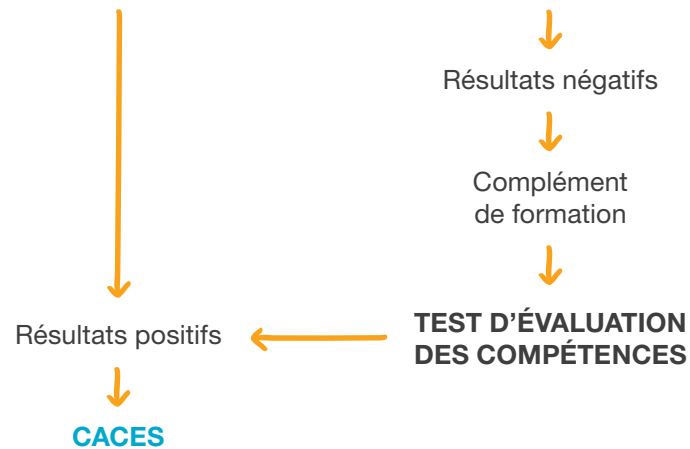 Résultats négatifs
Complément
de formation
TEST D’ÉVALUATION
DES COMPÉTENCES
Résultats positifs
CACES